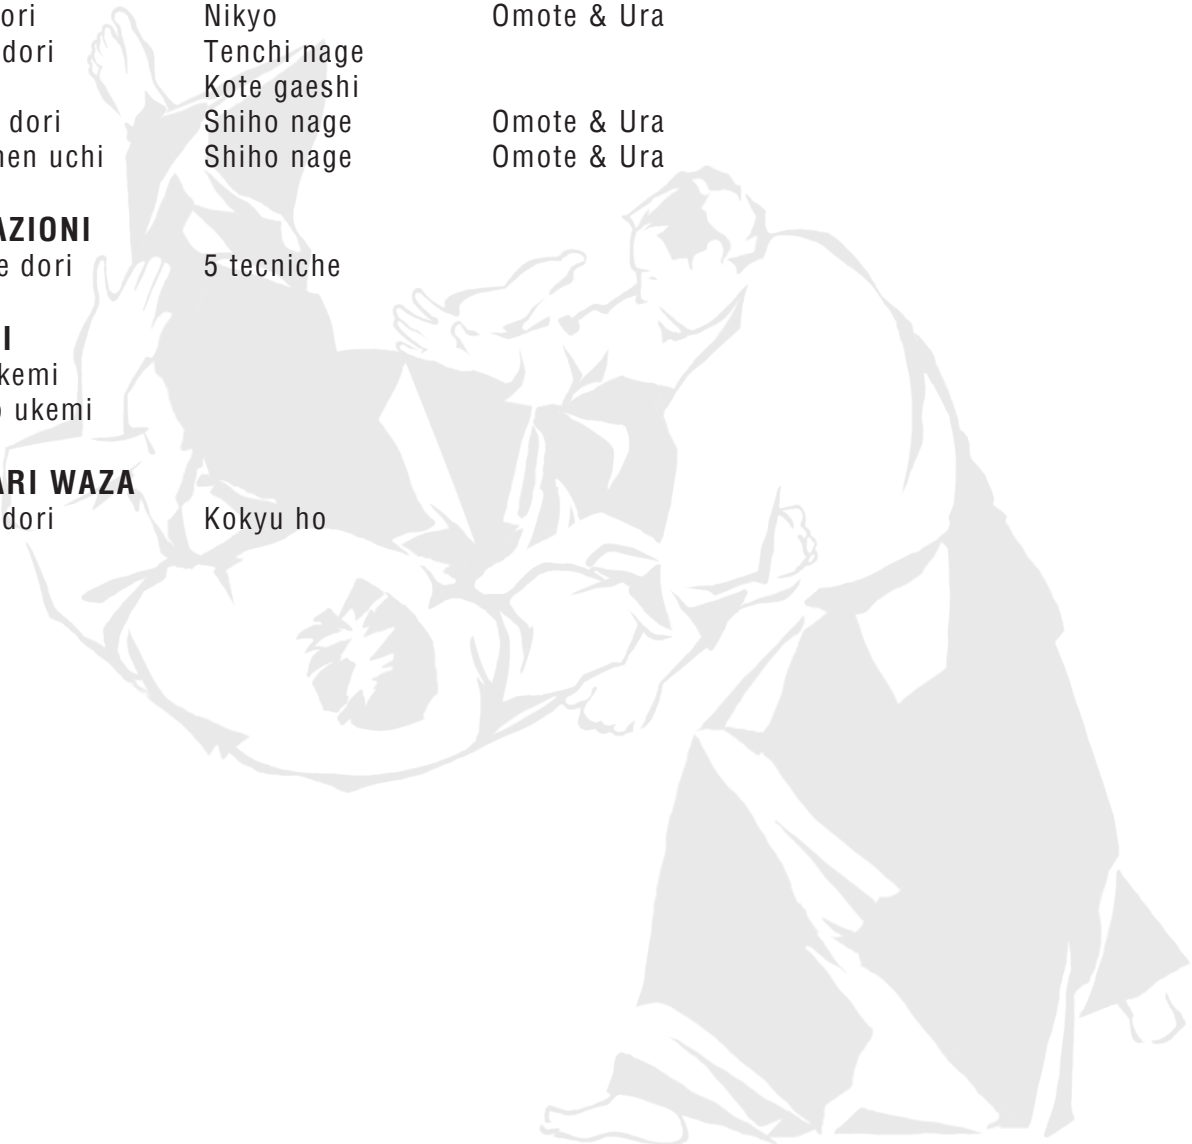 ori Nikyo Omote & Ura
dori Tenchi nage
Kote gaeshi
dori Shiho nage Omote & Ura
nen uchi Shiho nage Omote & Ura
AZIONI
e dori 5 tecniche
I
kemi
o ukemi
ARI WAZA
dori Kokyu ho